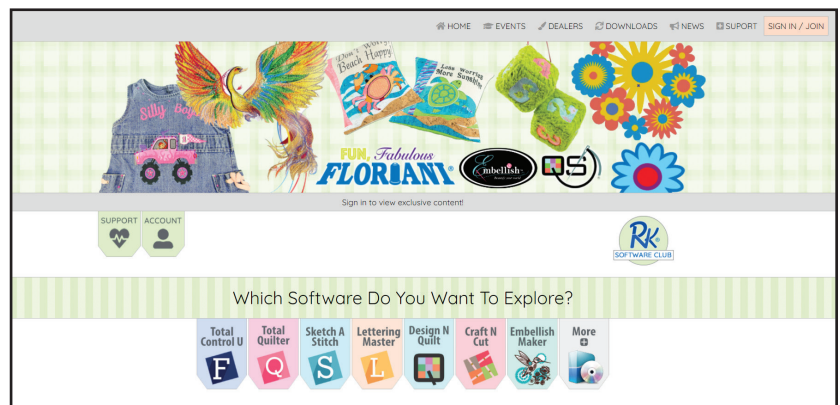 HOME EVENTS DEALERS DOWNLOADS NEWS SUPORT SIGN IN / JOIN
Silly Boys
Don't Worry,
Beach Happy
Less Worries
More Sunshine
FUN, Fabulous
FLORIANI®
Embellish
QS
Sign in to view exclusive content!
SUPPORT ACCOUNT
RK®
SOFTWARE CLUB
Which Software Do You Want To Explore?
Total Control U
Total Quilter
Sketch A Stitch
Lettering Master
Design N Quilt
Craft N Cut
Embellish Maker
More
F Q S L Q